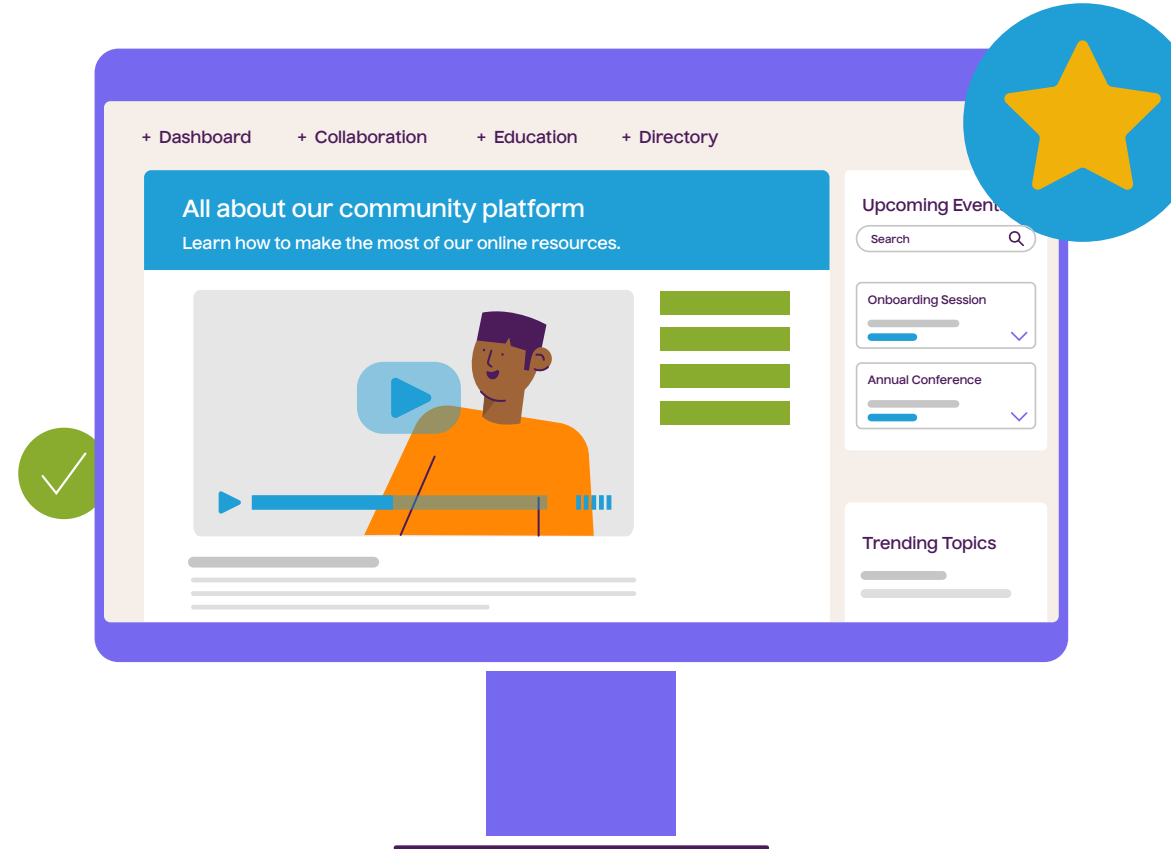 + Dashboard + Collaboration + Education + Directory
All about our community platform
Learn how to make the most of our online resources.
Upcoming Event
Search
Onboarding Session
Annual Conference
Trending Topics